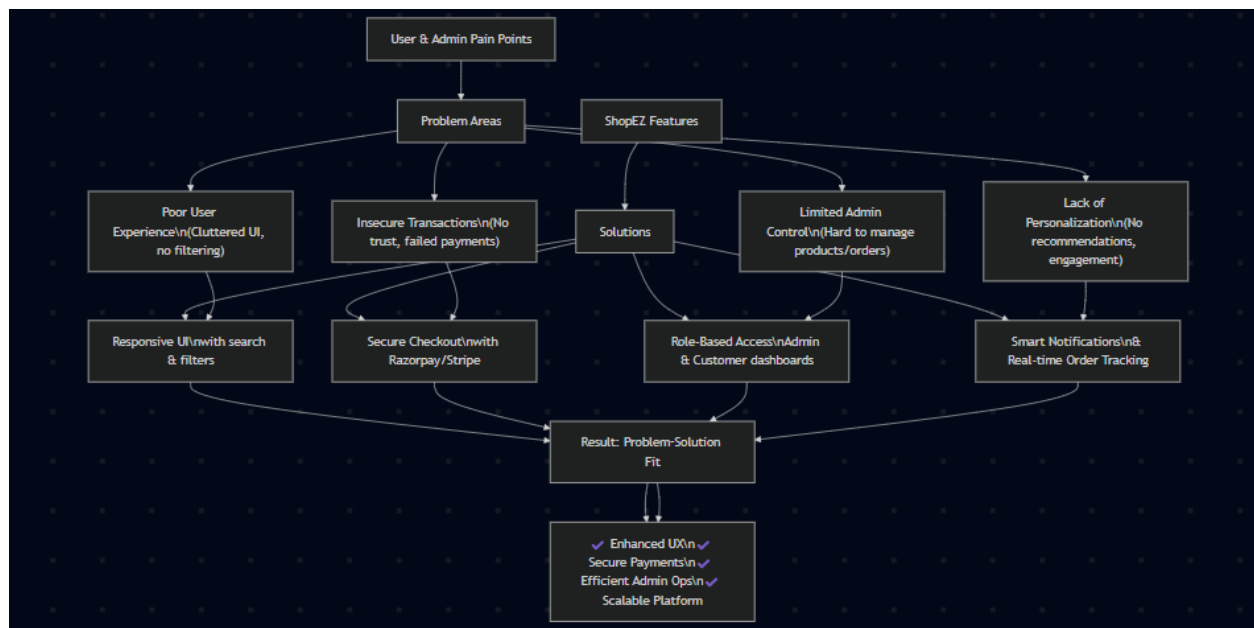 User & Admin Pain Points
Problem Areas
ShopEZ Features
Poor User
Experience\n(Cluttered UI,
no filtering)
Insecure Transactions\n(No
trust, failed payments)
Solutions
Limited Admin
Control\n(Hard to manage
products/orders)
Lack of
Personalization\n(No
recommendations,
engagement)
Responsive UI\nwith search
& filters
Secure Checkout\nwith
Razorpay/Stripe
Role-Based Access\nAdmin
& Customer dashboards
Smart Notifications\n&
Real-time Order Tracking
Result: Problem-Solution
Fit
✓ Enhanced UX\n ✓
Secure Payments\n ✓
Efficient Admin Ops\n ✓
Scalable Platform